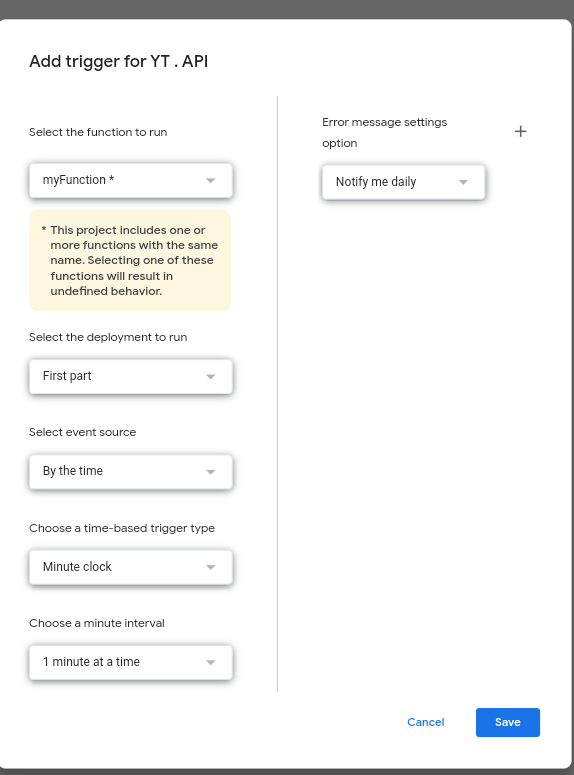 Add trigger for YT . API
Select the function to run
myFunction *
* This project includes one or
more functions with the same
name. Selecting one of these
functions will result in
undefined behavior.
Select the deployment to run
First part
Select event source
By the time
Choose a time-based trigger type
Minute clock
Choose a minute interval
1 minute at a time
Error message settings
option
Notify me daily
Cancel
Save